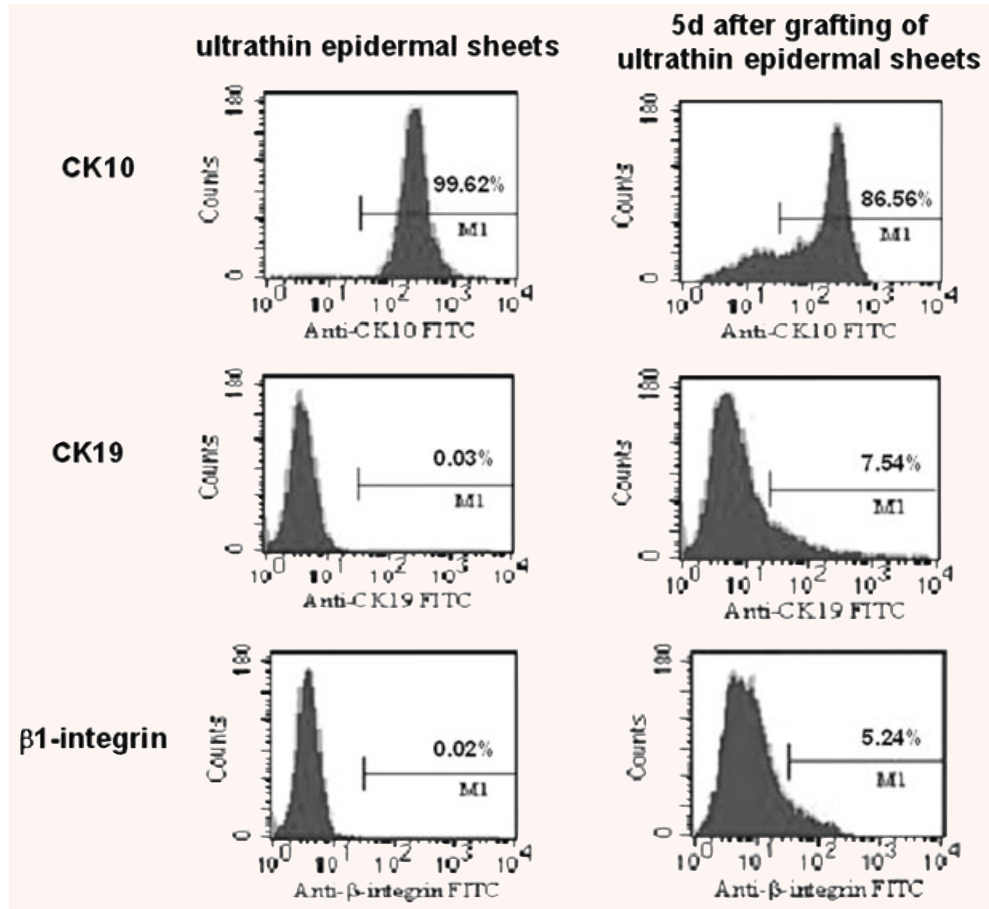 ultrathin epidermal sheets
5d after grafting of
ultrathin epidermal sheets
CK10
180
Counts
0
99.62%
M1
10^0 10^1 10^2 10^3 10^4
Anti-CK10 FITC
180
Counts
0
86.56%
M1
10^0 10^1 10^2 10^3 10^4
Anti-CK10 FITC
CK19
180
Counts
0
0.03%
M1
10^0 10^1 10^2 10^3 10^4
Anti-CK19 FITC
180
Counts
0
7.54%
M1
10^0 10^1 10^2 10^3 10^4
Anti-CK19 FITC
β1-integrin
180
Counts
0
0.02%
M1
10^0 10^1 10^2 10^3 10^4
Anti-β-integrin FITC
180
Counts
0
5.24%
M1
10^0 10^1 10^2 10^3 10^4
Anti-β-integrin FITC